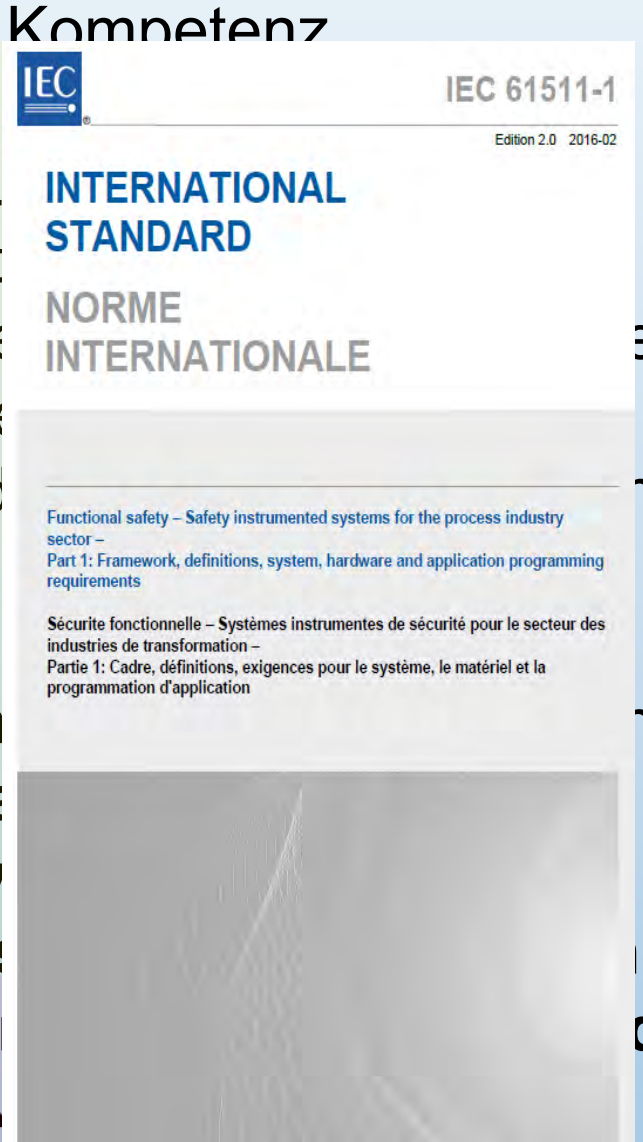 Kompetenz
IEC
®
IEC 61511-1
Edition 2.0 2016-02
INTERNATIONAL
STANDARD
NORME
INTERNATIONALE
Functional safety – Safety instrumented systems for the process industry
sector –
Part 1: Framework, definitions, system, hardware and application programming
requirements
Sécurite fonctionnelle – Systèmes instrumentes de sécurité pour le secteur des
industries de transformation –
Partie 1: Cadre, définitions, exigences pour le système, le matériel et la
programmation d'application